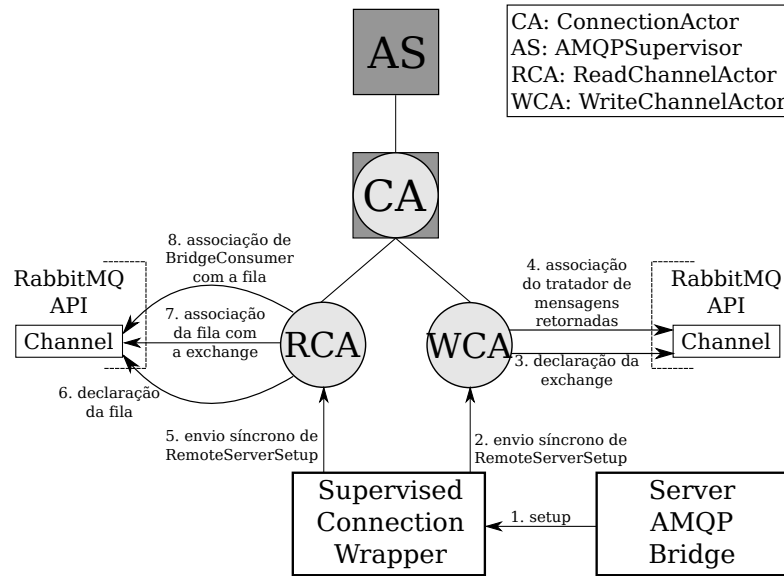 AS
CA: ConnectionActor
AS: AMQPSupervisor
RCA: ReadChannelActor
WCA: WriteChannelActor
CA
8. associação de
BridgeConsumer
com a fila
4. associação
do tratador de
mensagens
retornadas
RabbitMQ
API
Channel
7. associação
da fila com
a exchange
RCA
WCA
RabbitMQ
API
Channel
3. declaração da
exchange
6. declaração
da fila
5. envio síncrono de
RemoteServerSetup
2. envio síncrono de
RemoteServerSetup
Supervised
Connection
Wrapper
1. setup
Server
AMQP
Bridge